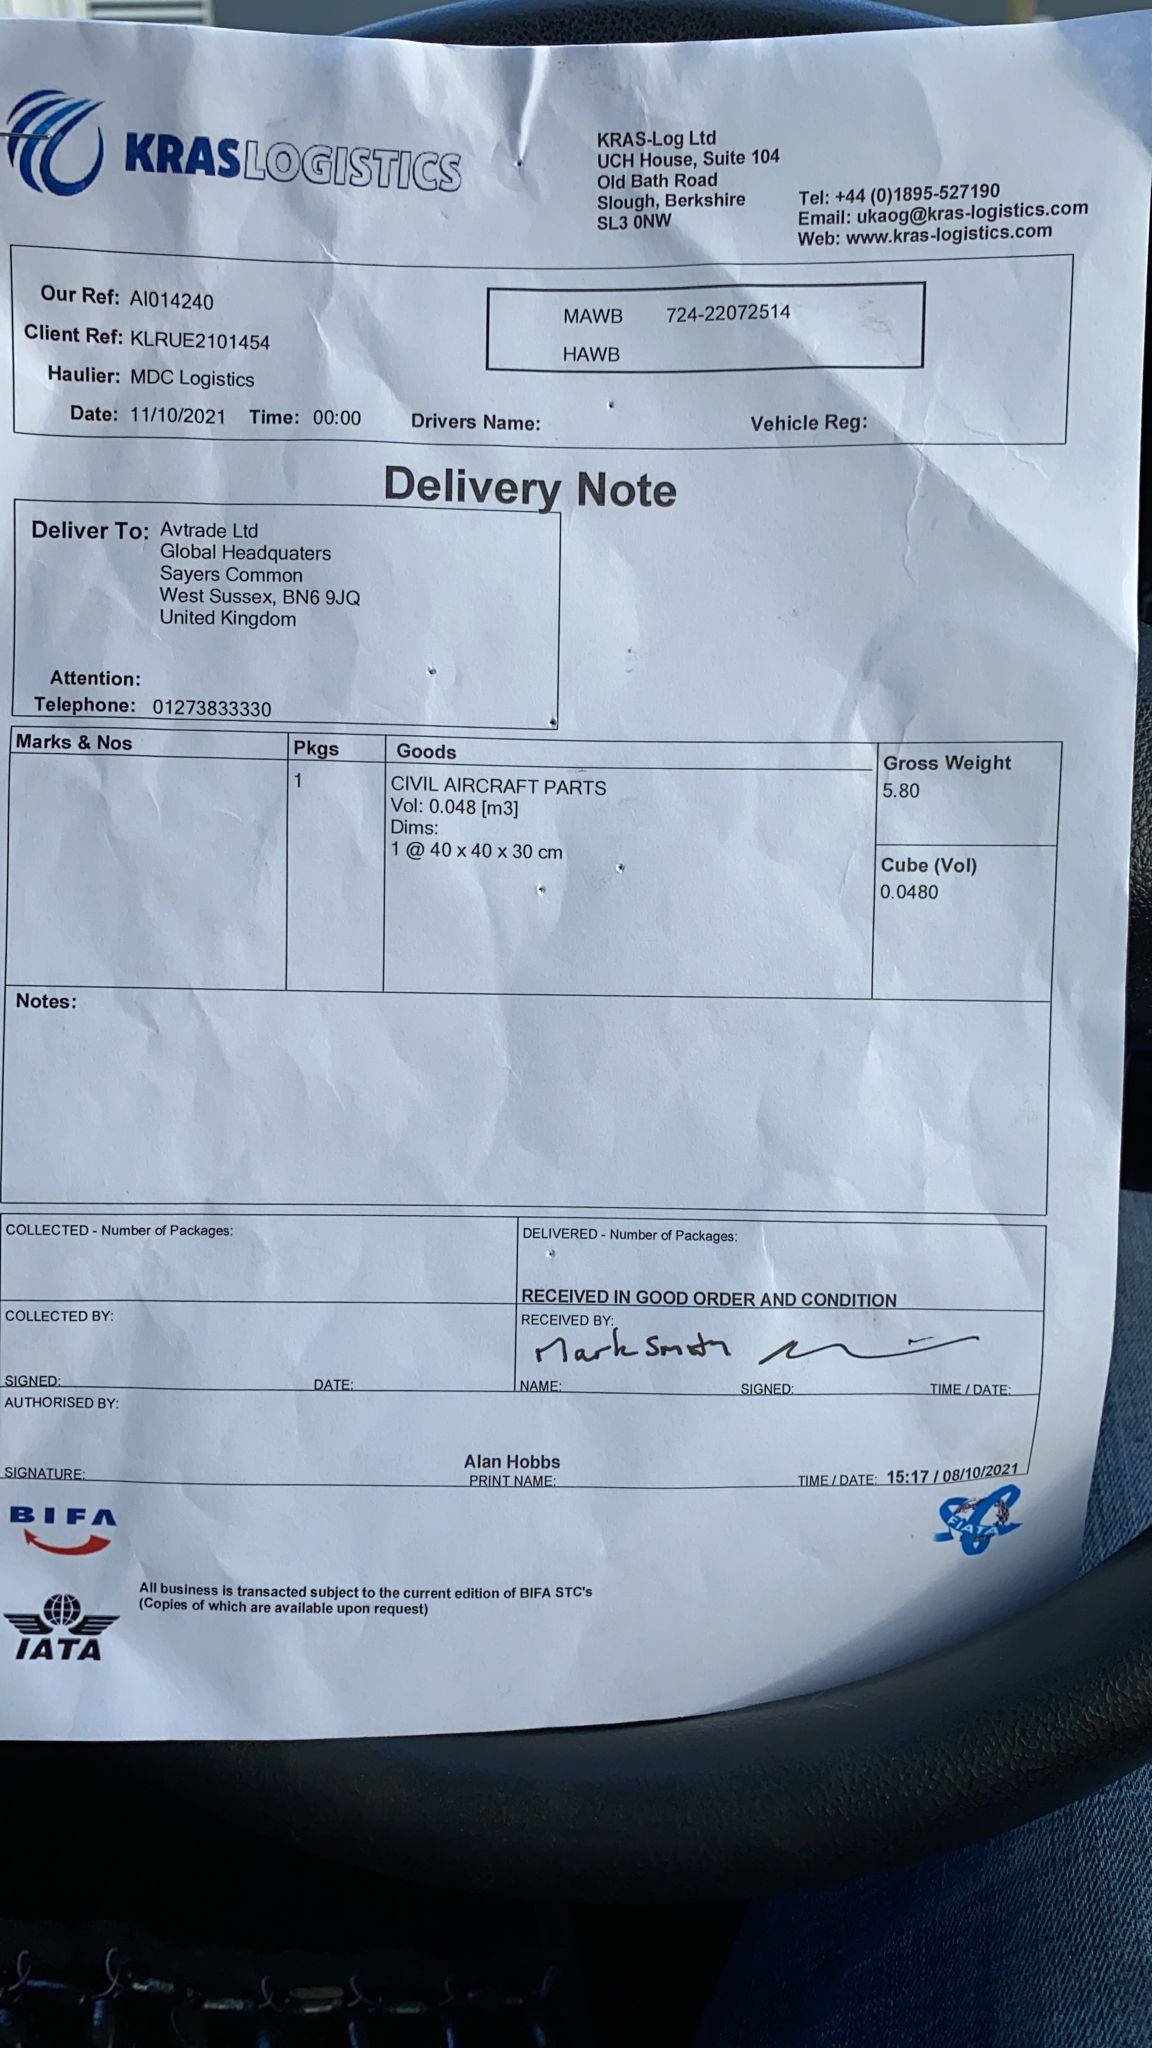 KRASLOGISTICS
KRAS-Log Ltd
UCH House, Suite 104
Old Bath Road
Slough, Berkshire
SL3 0NW
Tel: +44 (0)1895-527190
Email: ukaog@kras-logistics.com
Web: www.kras-logistics.com
Our Ref: AI014240
Client Ref: KLRUE2101454
Haulier: MDC Logistics
Date: 11/10/2021 Time: 00:00 Drivers Name: Vehicle Reg:
MAWB 724-22072514
HAWB
Delivery Note
Deliver To: Avtrade Ltd
Global Headquaters
Sayers Common
West Sussex, BN6 9JQ
United Kingdom
Attention:
Telephone: 01273833330
Marks & Nos Pkgs Goods Gross Weight
1 CIVIL AIRCRAFT PARTS 5.80
Vol: 0.048 [m3]
Dims:
1 @ 40 x 40 x 30 cm
Cube (Vol)
0.0480
Notes:
COLLECTED - Number of Packages: DELIVERED - Number of Packages:
RECEIVED IN GOOD ORDER AND CONDITION
COLLECTED BY: RECEIVED BY:
Mark Smith
SIGNED: DATE: NAME: SIGNED: TIME / DATE:
AUTHORISED BY:
Alan Hobbs
SIGNATURE: PRINT NAME: TIME / DATE: 15:17 / 08/10/2021
BIFA
FIATA
All business is transacted subject to the current edition of BIFA STC's
(Copies of which are available upon request)
IATA